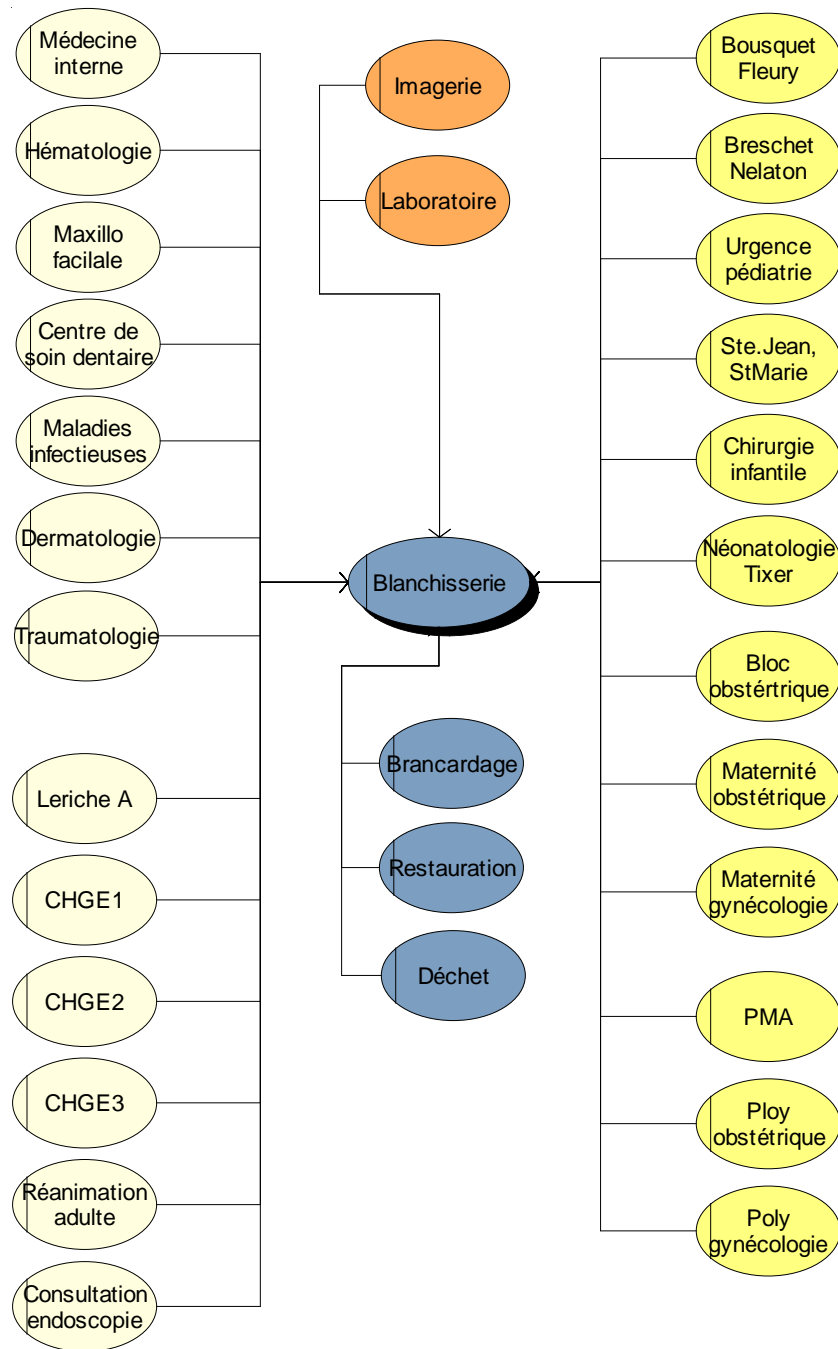 Médecine
interne
Hématologie
Maxillo
facilale
Centre de
soin dentaire
Maladies
infectieuses
Dermatologie
Traumatologie
Leriche A
CHGE1
CHGE2
CHGE3
Réanimation
adulte
Consultation
endoscopie
Imagerie
Laboratoire
Blanchisserie
Brancardage
Restauration
Déchet
Bousquet
Fleury
Breschet
Nelaton
Urgence
pédiatrie
Ste.Jean,
StMarie
Chirurgie
infantile
Néonatologie
Tixer
Bloc
obstértrique
Maternité
obstétrique
Maternité
gynécologie
PMA
Ploy
obstétrique
Poly
gynécologie